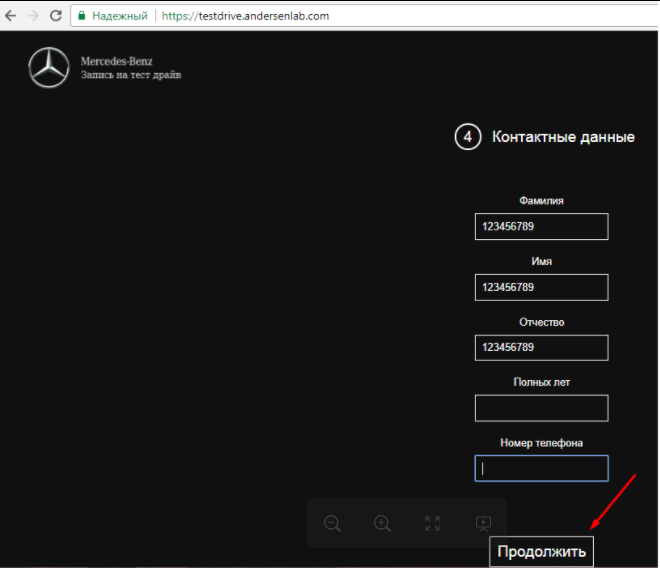 Надежный | https://testdrive.andersenlab.com
Mercedes-Benz
Запись на тест драйв
4 Контактные данные
Фамилия
123456789
Имя
123456789
Отчество
123456789
Полных лет
Номер телефона
Продолжить